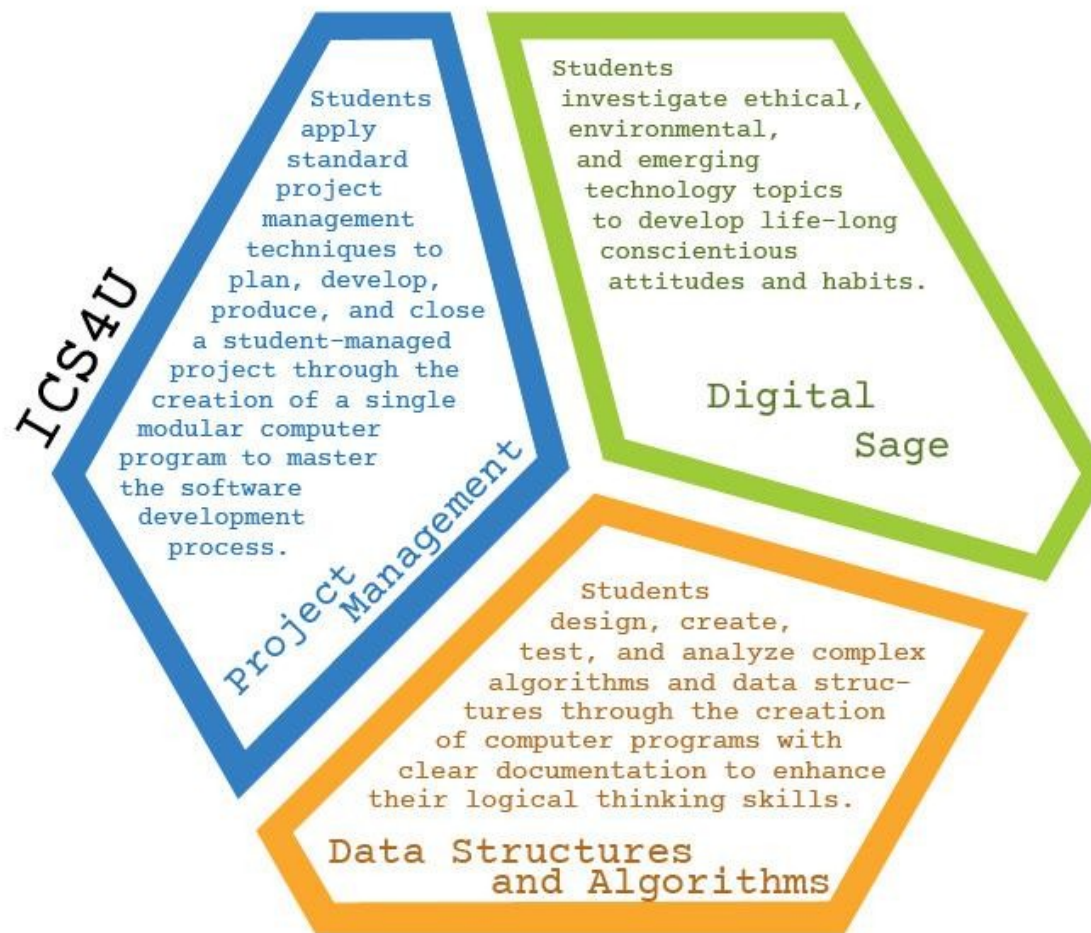 ICS4U
Students
apply
standard
project
management
techniques to
plan, develop,
produce, and close
a student-managed
project through the
creation of a single
modular computer
program to master
the software
development
process.
Project
Management
Students
investigate ethical,
environmental,
and emerging
technology topics
to develop life-long
conscientious
attitudes and habits.
Digital
Sage
Students
design, create,
test, and analyze complex
algorithms and data struc-
tures through the creation
of computer programs with
clear documentation to enhance
their logical thinking skills.
Data Structures
and Algorithms